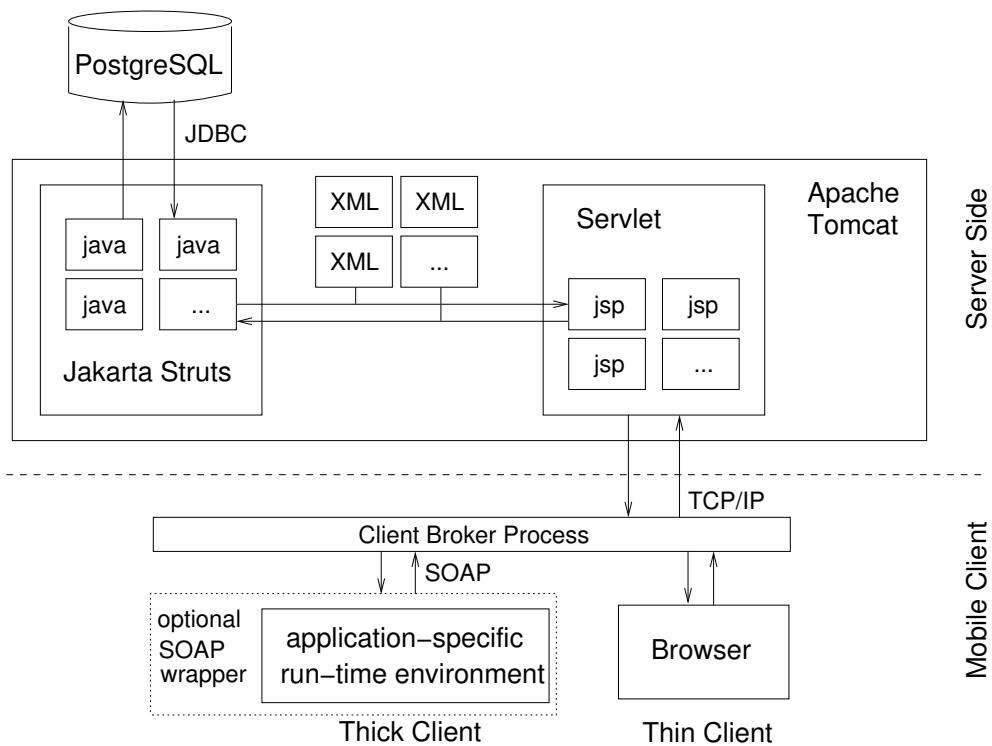 PostgreSQL
JDBC
Apache
Tomcat
Server Side
java
java
java
...
Jakarta Struts
XML
XML
XML
...
Servlet
jsp
jsp
jsp
...
TCP/IP
Client Broker Process
Mobile Client
SOAP
optional
SOAP
wrapper
application-specific
run-time environment
Thick Client
Browser
Thin Client